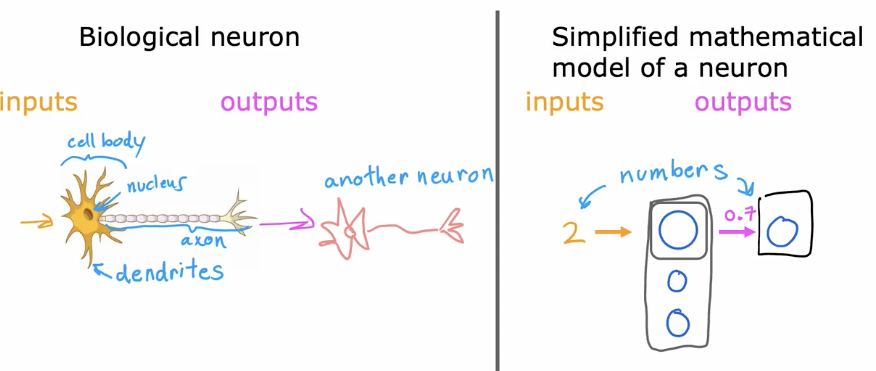 Biological neuron
inputs
outputs
cell body
nucleus
axon
dendrites
another neuron
Simplified mathematical
model of a neuron
inputs
outputs
numbers
2
0.7